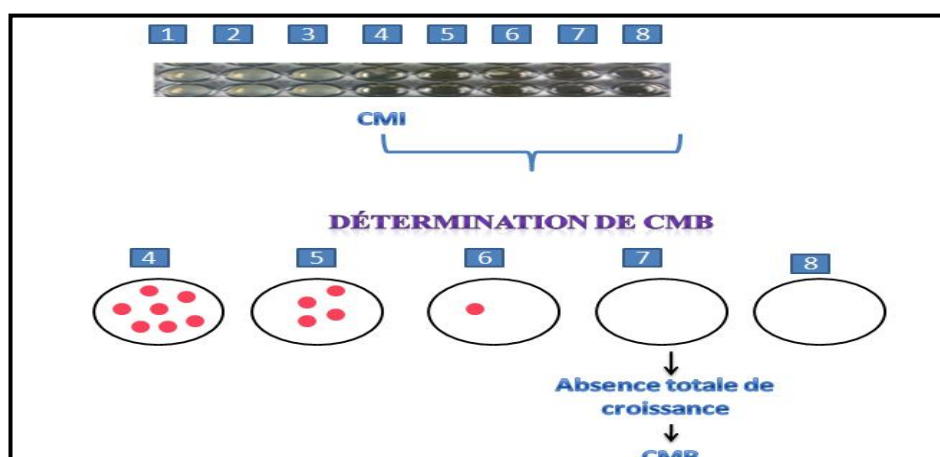 1 2 3 4 5 6 7 8
CMI
DÉTERMINATION DE CMB
4 5 6 7 8
Absence totale de
croissance
CMB